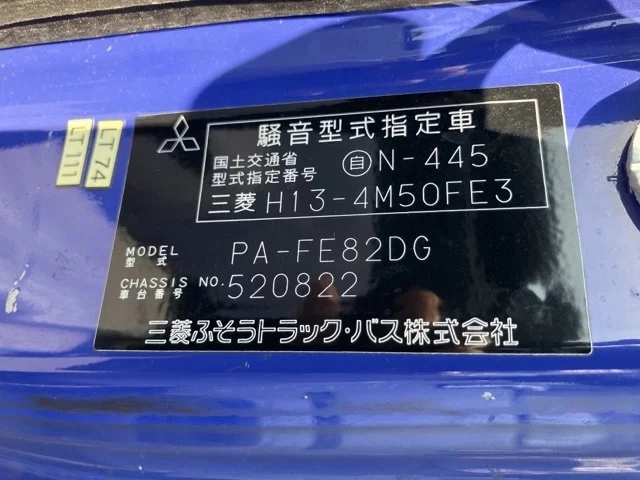 騒音型式指定車
国土交通省
型式指定番号 自N-445
三菱 H13-4M50FE3
MODEL
型式 PA-FE82DG
CHASSIS NO.
車台番号 520822
三菱ふそうトラック・バス株式会社
LT 74
LT 111